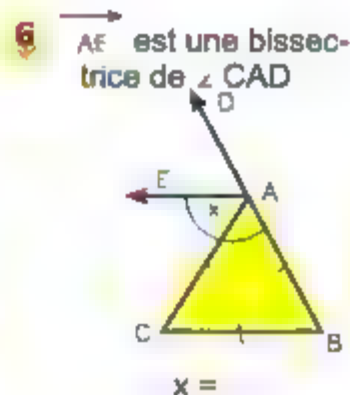 6 AE est une bissec-
trice de ∠ CAD
D
E
A
x
C
B
x =